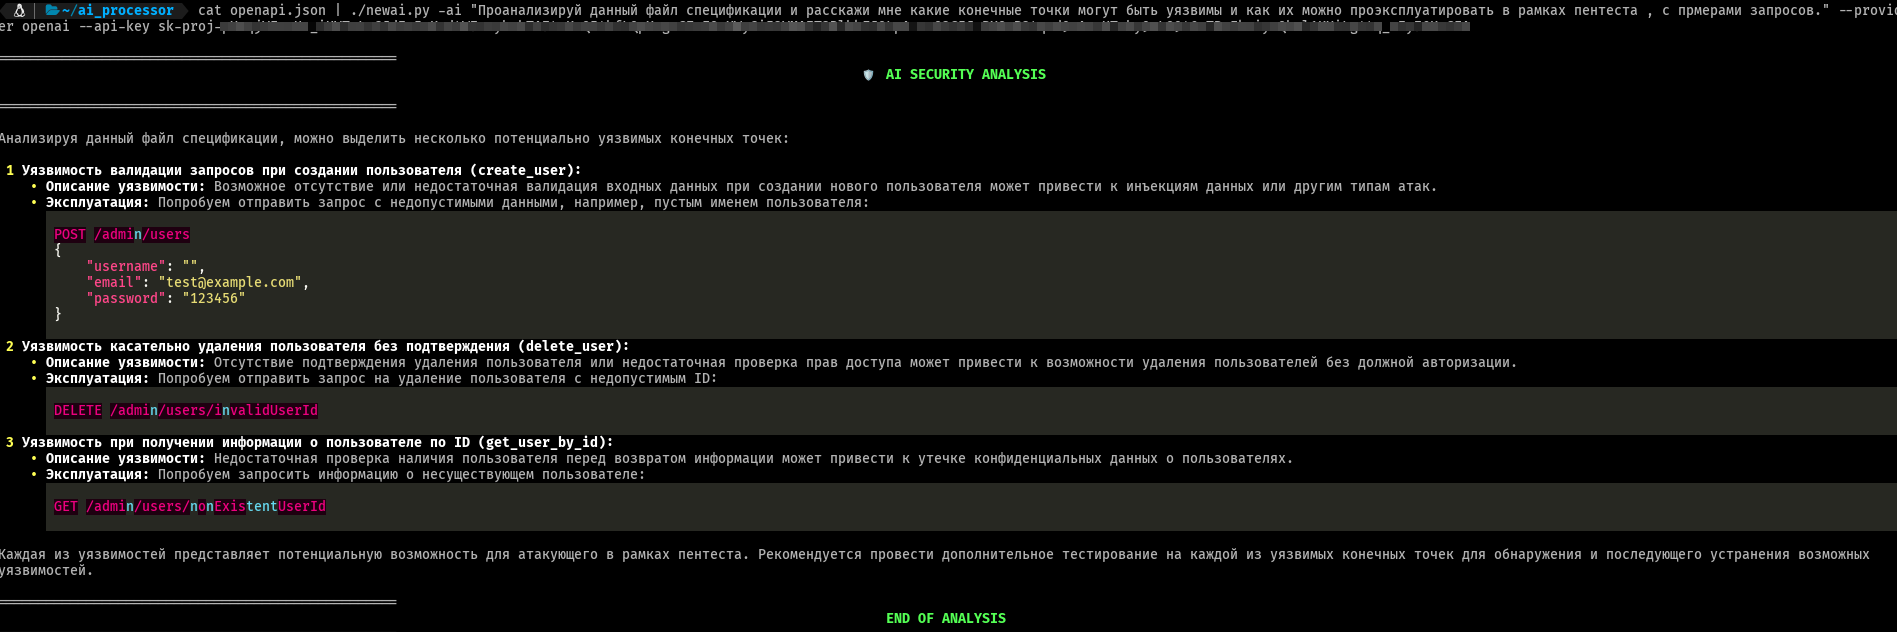 ~/ai_processor cat openapi.json | ./newai.py -ai "Проанализируй данный файл спецификации и расскажи мне какие конечные точки могут быть уязвимы и как их можно проэксплуатировать в рамках пентеста , с прмерами запросов." --provid
er openai --api-key sk-proj-
AI SECURITY ANALYSIS
Анализируя данный файл спецификации, можно выделить несколько потенциально уязвимых конечных точек:
1 Уязвимость валидации запросов при создании пользователя (create_user):
• Описание уязвимости: Возможное отсутствие или недостаточная валидация входных данных при создании нового пользователя может привести к инъекциям данных или другим типам атак.
• Эксплуатация: Попробуем отправить запрос с недопустимыми данными, например, пустым именем пользователя:
POST /admin/users
{
"username": "",
"email": "test@example.com",
"password": "123456"
}
2 Уязвимость касательно удаления пользователя без подтверждения (delete_user):
• Описание уязвимости: Отсутствие подтверждения удаления пользователя или недостаточная проверка прав доступа может привести к возможности удаления пользователей без должной авторизации.
• Эксплуатация: Попробуем отправить запрос на удаление пользователя с недопустимым ID:
DELETE /admin/users/invalidUserId
3 Уязвимость при получении информации о пользователе по ID (get_user_by_id):
• Описание уязвимости: Недостаточная проверка наличия пользователя перед возвратом информации может привести к утечке конфиденциальных данных о пользователях.
• Эксплуатация: Попробуем запросить информацию о несуществующем пользователе:
GET /admin/users/nonExistentUserId
Каждая из уязвимостей представляет потенциальную возможность для атакующего в рамках пентеста. Рекомендуется провести дополнительное тестирование на каждой из уязвимых конечных точек для обнаружения и последующего устранения возможных
уязвимостей.
END OF ANALYSIS